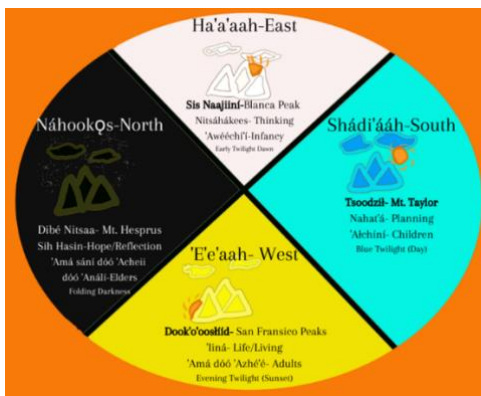 Ha'a'aah-East
Sis Naajiiní-Blanca Peak
Nitsáhákees- Thinking
'Awééchí'í-Infancy
Early Twilight Dawn
Shádi'ááh-South
Tsoodził- Mt. Taylor
Nahat'á- Planning
'Ałchíní- Children
Blue Twilight (Day)
'E'e'aah- West
Dook'o'oosłííd- San Fransico Peaks
'Iiná- Life/Living
'Amá dóó 'Azhé'é- Adults
Evening Twilight (Sunset)
Náhookǫs-North
Dibé Nitsaa- Mt. Hesprus
Sih Hasin-Hope/Reflection
'Amá sání dóó 'Acheii
dóó 'Análí-Elders
Folding Darkness